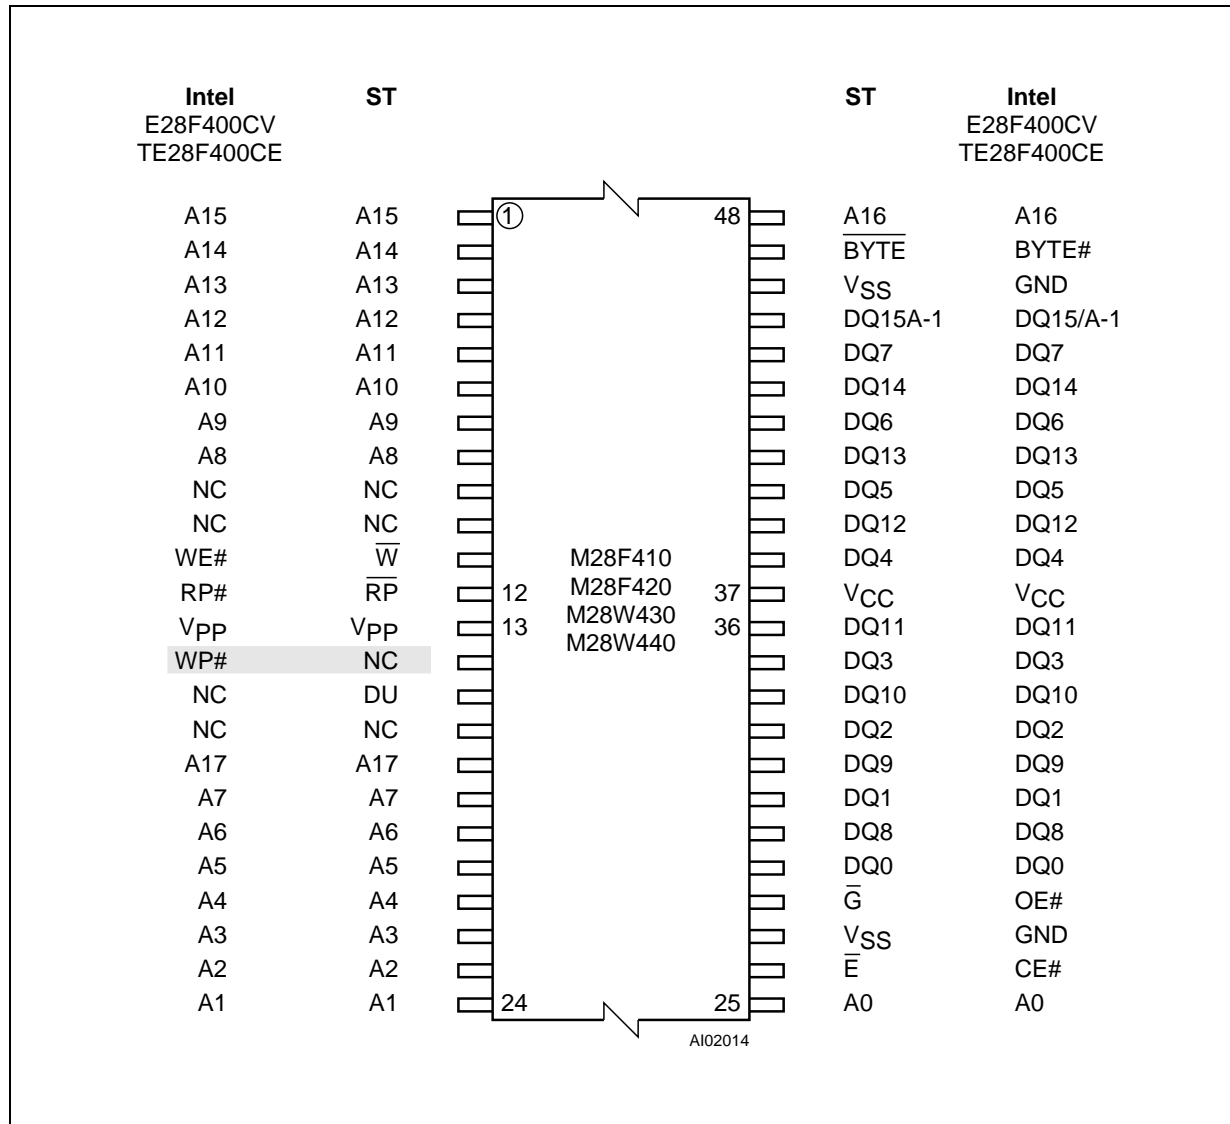 Intel ST ST Intel
E28F400CV E28F400CV
TE28F400CE TE28F400CE
A15 A15 1 48 A16 A16
A14 A14 B̅Y̅T̅E̅ BYTE#
A13 A13 VSS GND
A12 A12 DQ15A-1 DQ15/A-1
A11 A11 DQ7 DQ7
A10 A10 DQ14 DQ14
A9 A9 DQ6 DQ6
A8 A8 DQ13 DQ13
NC NC DQ5 DQ5
NC NC DQ12 DQ12
WE# W̅ M28F410 DQ4 DQ4
RP# R̅P̅ 12 M28F420 37 VCC VCC
VPP VPP 13 M28W430 36 DQ11 DQ11
WP# NC M28W440 DQ3 DQ3
NC DU DQ10 DQ10
NC NC DQ2 DQ2
A17 A17 DQ9 DQ9
A7 A7 DQ1 DQ1
A6 A6 DQ8 DQ8
A5 A5 DQ0 DQ0
A4 A4 G̅ OE#
A3 A3 VSS GND
A2 A2 E̅ CE#
A1 A1 24 25 A0 A0
AI02014